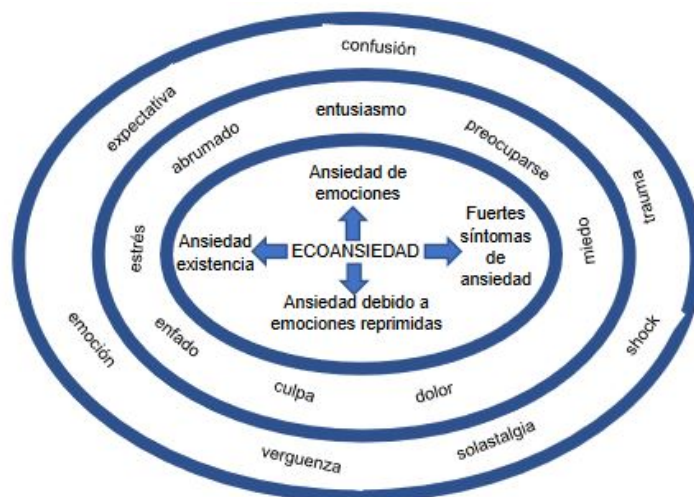 confusión
expectativa
trauma
shock
solastalgia
verguenza
emoción
entusiasmo
abrumado
preocuparse
estrés
miedo
enfado
culpa
dolor
Ansiedad de
emociones
Ansiedad
existencia
ECOANSIEDAD
Fuertes
síntomas
de
ansiedad
Ansiedad debido a
emociones reprimidas